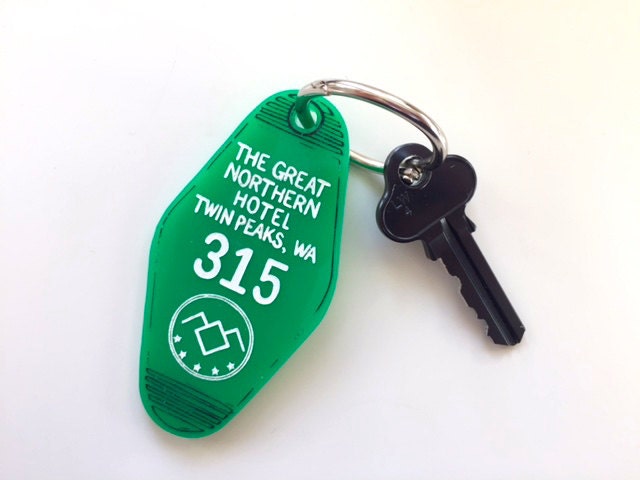 THE GREAT
NORTHERN
HOTEL
TWIN PEAKS, WA
315